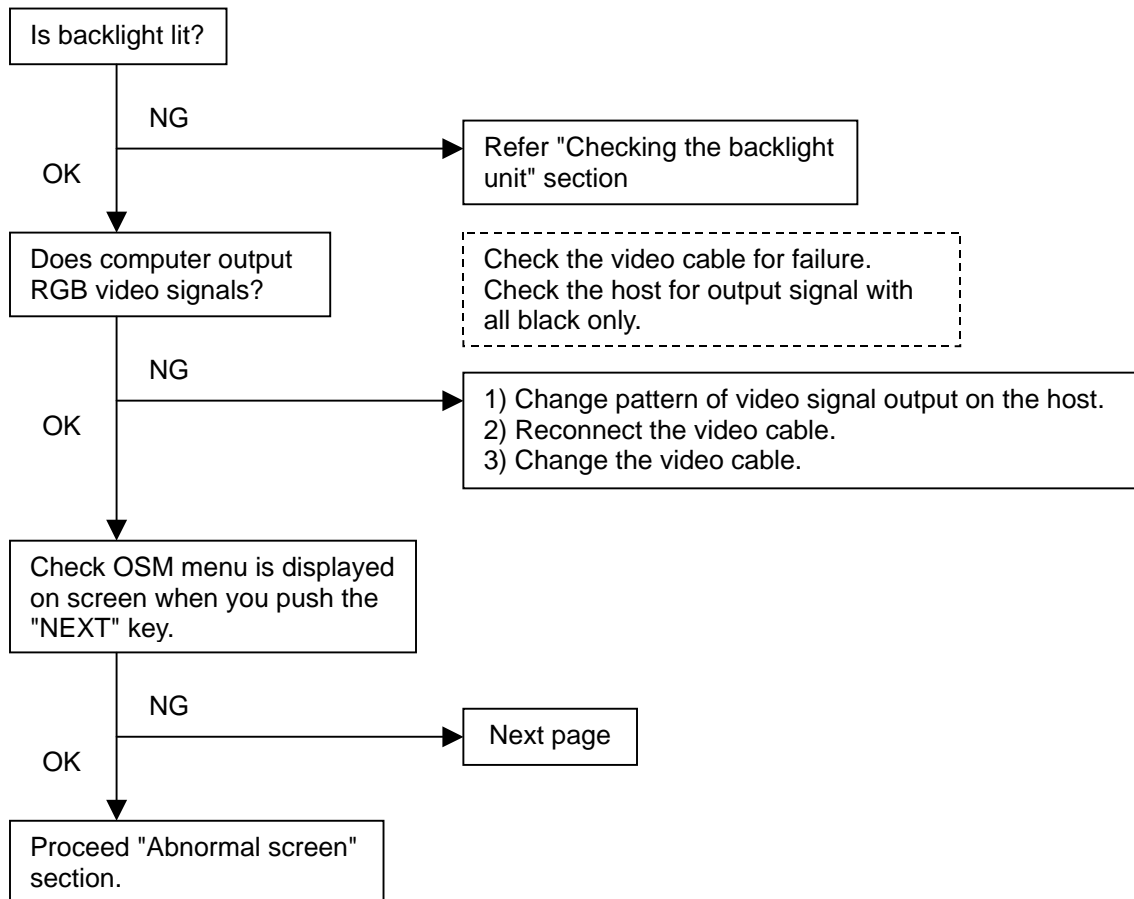 Is backlight lit?
NG
OK
Refer "Checking the backlight
unit" section
Does computer output
RGB video signals?
Check the video cable for failure.
Check the host for output signal with
all black only.
NG
OK
1) Change pattern of video signal output on the host.
2) Reconnect the video cable.
3) Change the video cable.
Check OSM menu is displayed
on screen when you push the
"NEXT" key.
NG
OK
Next page
Proceed "Abnormal screen"
section.